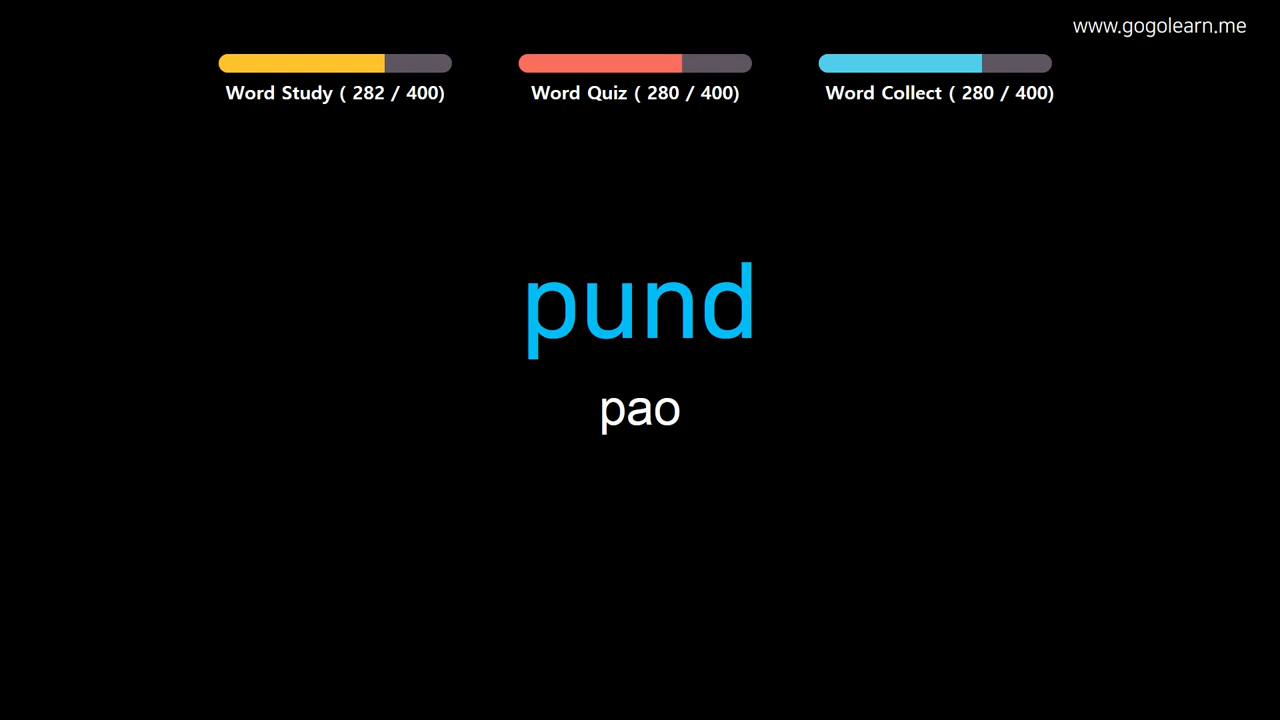 www.gogolearn.me
Word Study ( 282 / 400)
Word Quiz ( 280 / 400)
Word Collect ( 280 / 400)
pund
pao